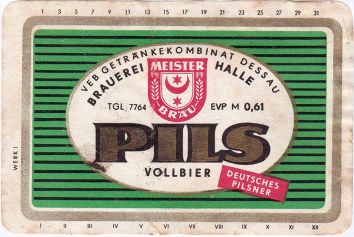 1 3 5 7 9 11 13 15 17 19 21 23 25 27 29 31
VEB GETRÄNKEKOMBINAT DESSAU
BRAUEREI HALLE
MEISTER
BRÄU
TGL 7764 EVP M 0,61
PILS
VOLLBIER
DEUTSCHES
PILSNER
WERK I
I II III IV V VI VII VIII IX X XI XII